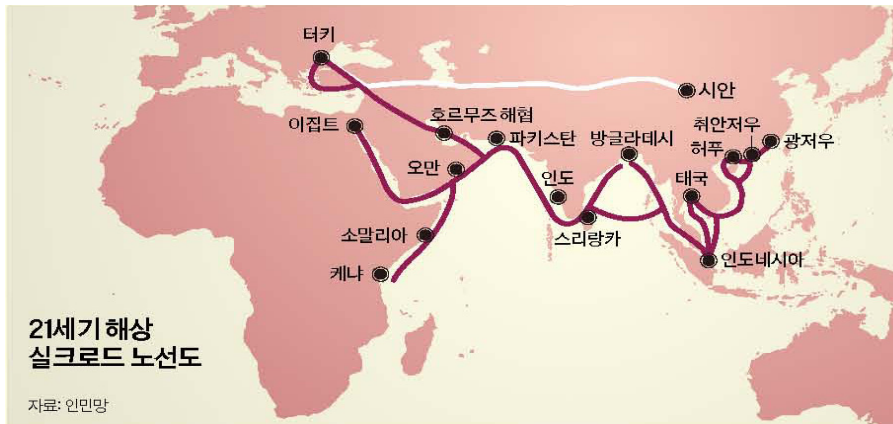 터키
시안
이집트
호르무즈 해협
파키스탄
방글라데시
취안저우
허푸
광저우
오만
인도
태국
소말리아
스리랑카
인도네시아
케냐
21세기 해상
실크로드 노선도
자료: 인민망